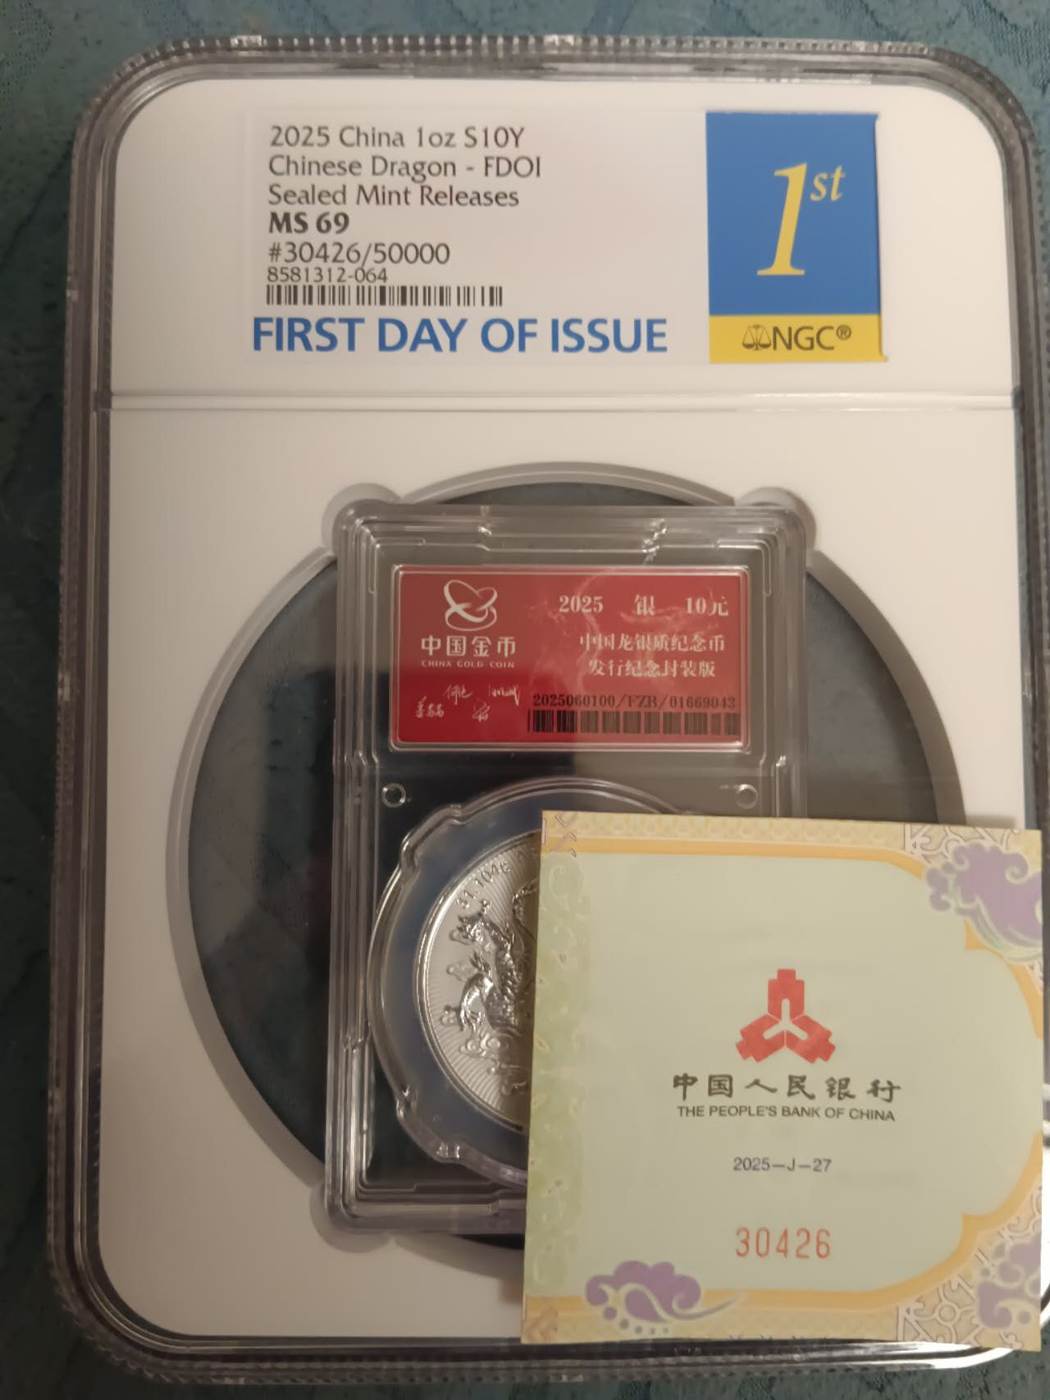 2025 China 1oz S10Y
Chinese Dragon - FDOI
Sealed Mint Releases
MS 69
#30426/50000
8581312-064
FIRST DAY OF ISSUE
1st
NGC®
中国金币
CHINA GOLD COIN
2025 银 10元
中国龙银质纪念币
发行纪念封装版
2025060100/FZB/01669043
31.104g
中国人民银行
THE PEOPLE'S BANK OF CHINA
2025-J-27
30426